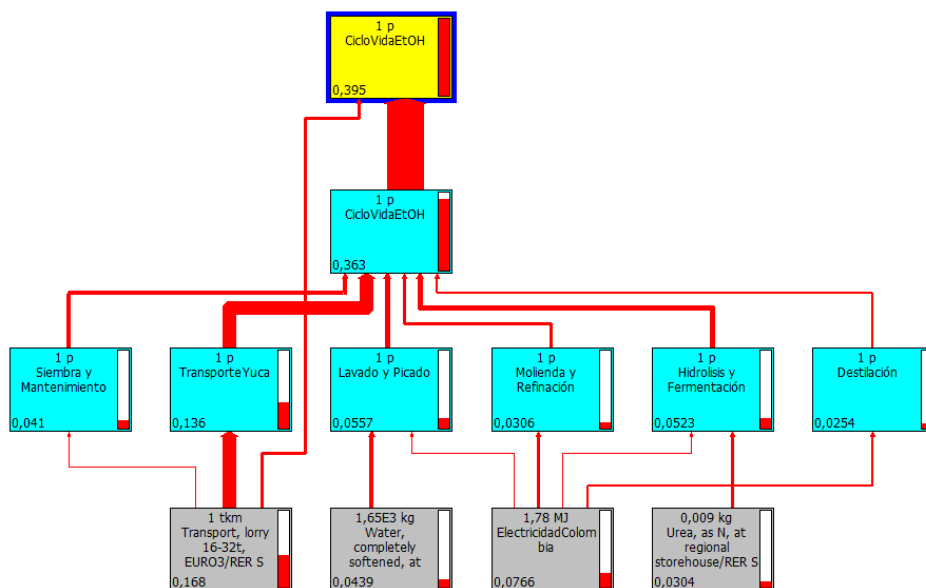 1 p
CicloVidaEtOH
0,395
1 p
CicloVidaEtOH
0,363
1 p
Siembra y
Mantenimiento
0,041
1 p
TransporteYuca
0,136
1 p
Lavado y Picado
0,0557
1 p
Molienda y
Refinación
0,0306
1 p
Hidrolisis y
Fermentación
0,0523
1 p
Destilación
0,0254
1 tkm
Transport, lorry
16-32t,
EURO3/RER S
0,168
1,65E3 kg
Water,
completely
softened, at
0,0439
1,78 MJ
ElectricidadColom
bia
0,0766
0,009 kg
Urea, as N, at
regional
storehouse/RER S
0,0304